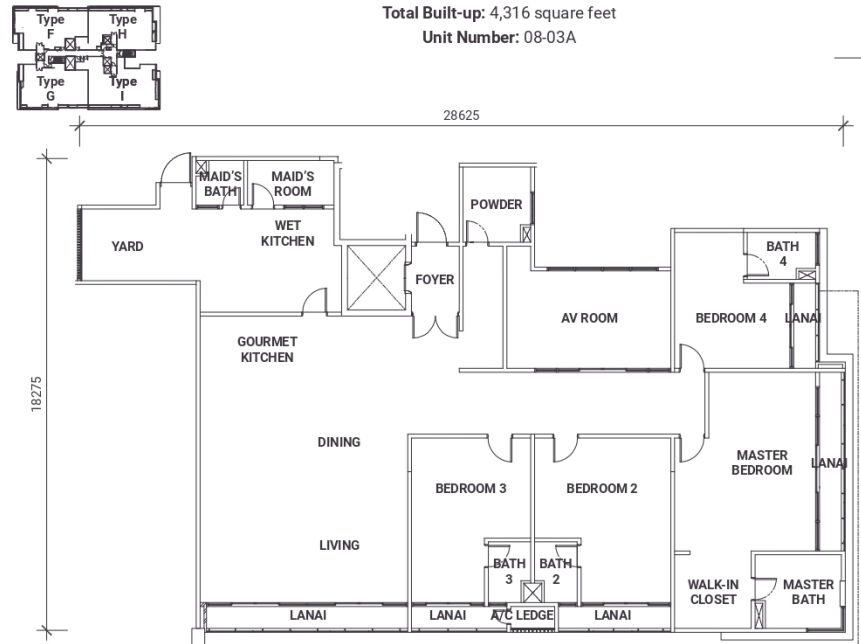 Total Built-up: 4,316 square feet
Unit Number: 08-03A
Type
F
Type
H
Type
G
Type
I
28625
18275
MAID'S
BATH
MAID'S
ROOM
POWDER
YARD
WET
KITCHEN
BATH
4
FOYER
AV ROOM
BEDROOM 4
LANAI
GOURMET
KITCHEN
DINING
MASTER
BEDROOM
LANAI
BEDROOM 3
BEDROOM 2
LIVING
BATH
3
BATH
2
WALK-IN
CLOSET
MASTER
BATH
LANAI
LANAI
A/C LEDGE
LANAI